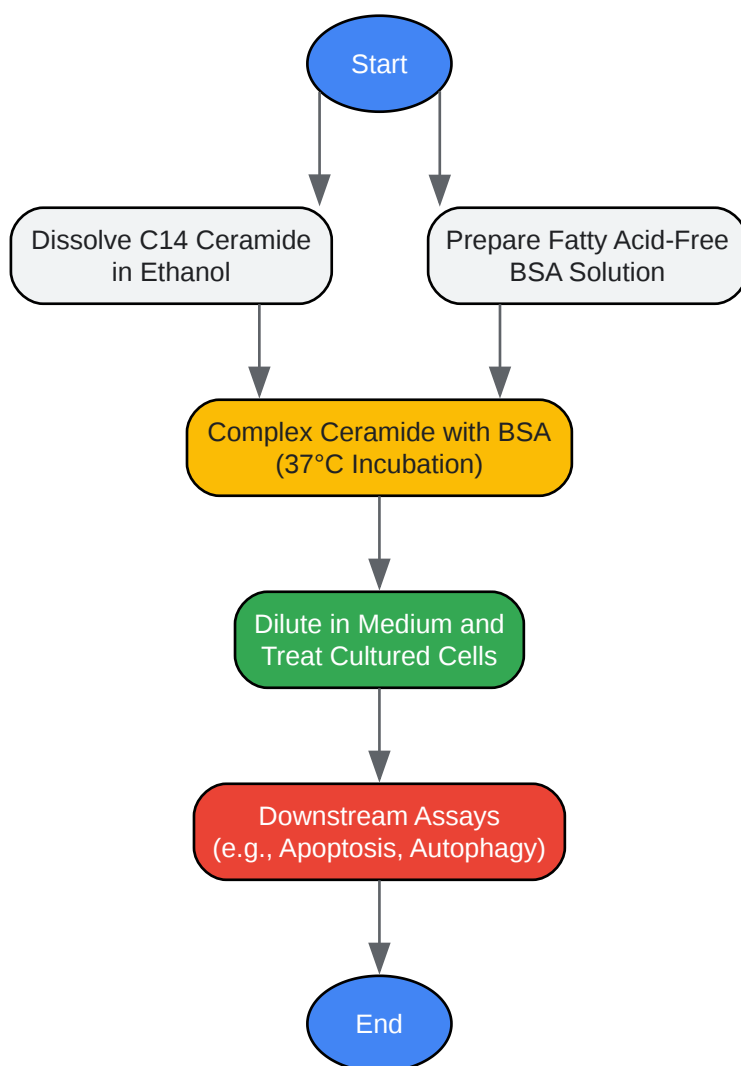 Start
Dissolve C14 Ceramide
in Ethanol
Prepare Fatty Acid-Free
BSA Solution
Complex Ceramide with BSA
(37°C Incubation)
Dilute in Medium and
Treat Cultured Cells
Downstream Assays
(e.g., Apoptosis, Autophagy)
End